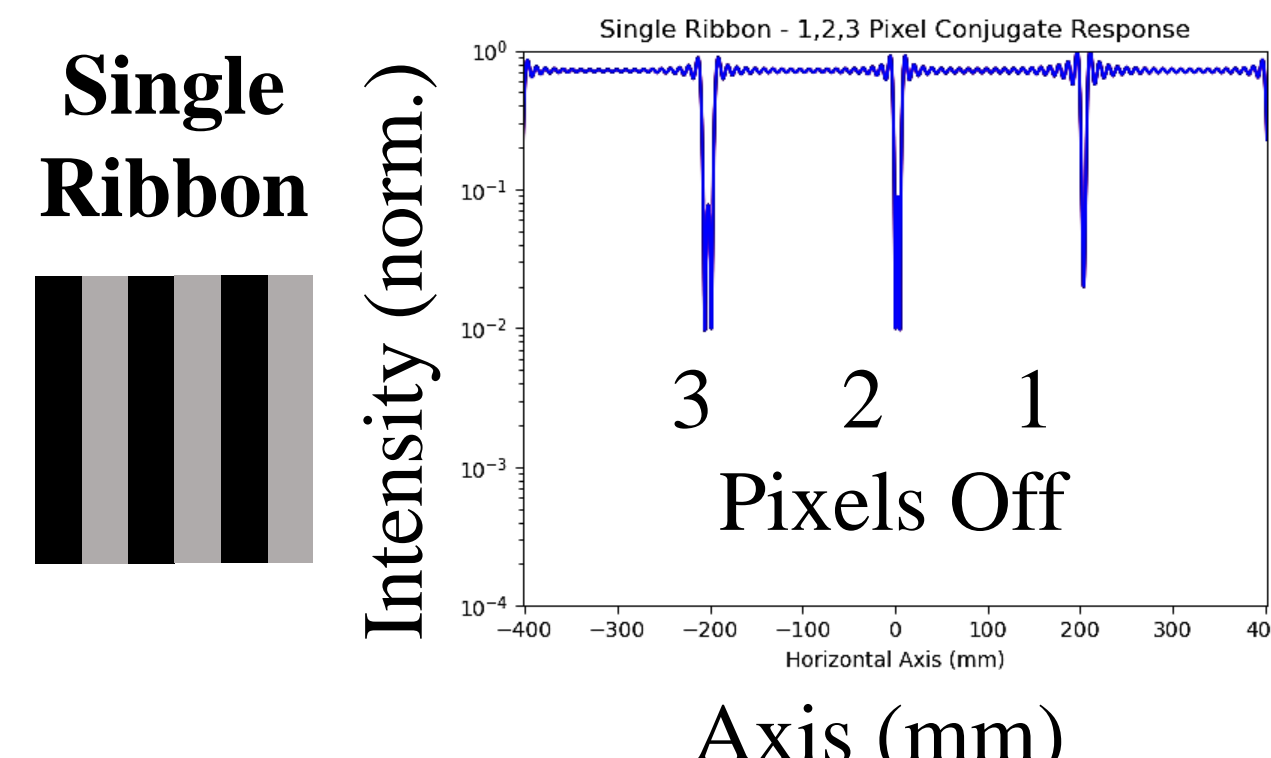 Single
Ribbon
Single Ribbon - 1,2,3 Pixel Conjugate Response
Intensity (norm.)
10⁰
10⁻¹
10⁻²
10⁻³
10⁻⁴
3 2 1
Pixels Off
−400 −300 −200 −100 0 100 200 300 40
Horizontal Axis (mm)
Axis (mm)